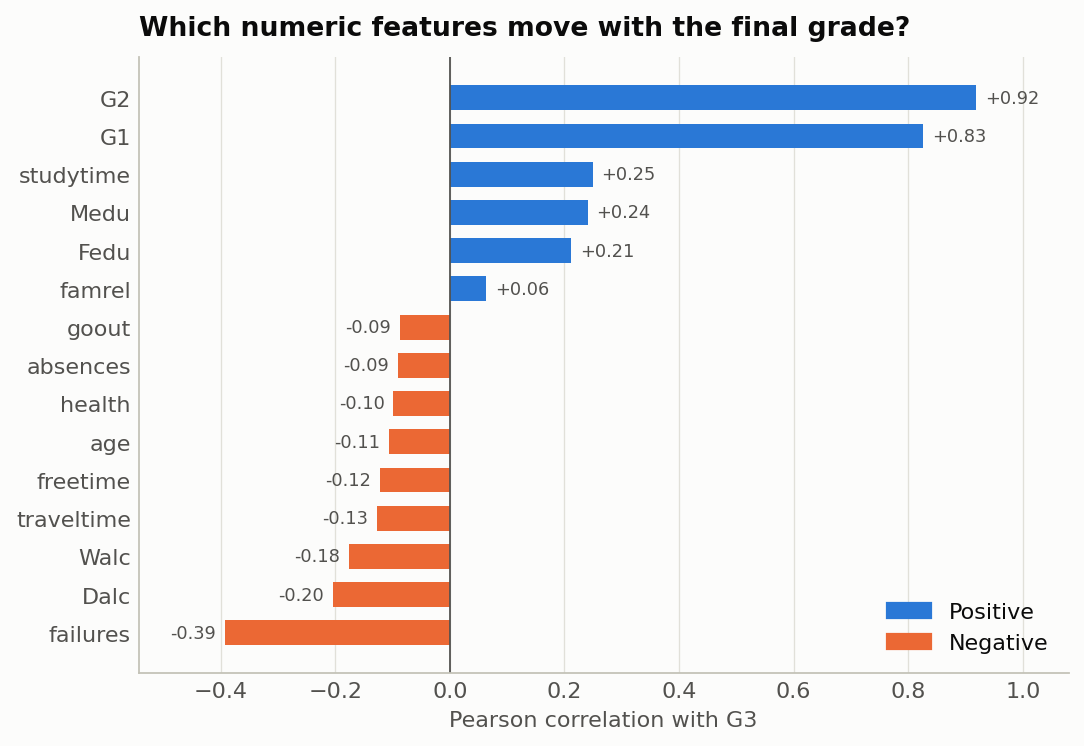 Which numeric features move with the final grade?
G2 +0.92
G1 +0.83
studytime +0.25
Medu +0.24
Fedu +0.21
famrel +0.06
goout -0.09
absences -0.09
health -0.10
age -0.11
freetime -0.12
traveltime -0.13
Walc -0.18
Dalc -0.20
failures -0.39
Positive
Negative
−0.4 −0.2 0.0 0.2 0.4 0.6 0.8 1.0
Pearson correlation with G3